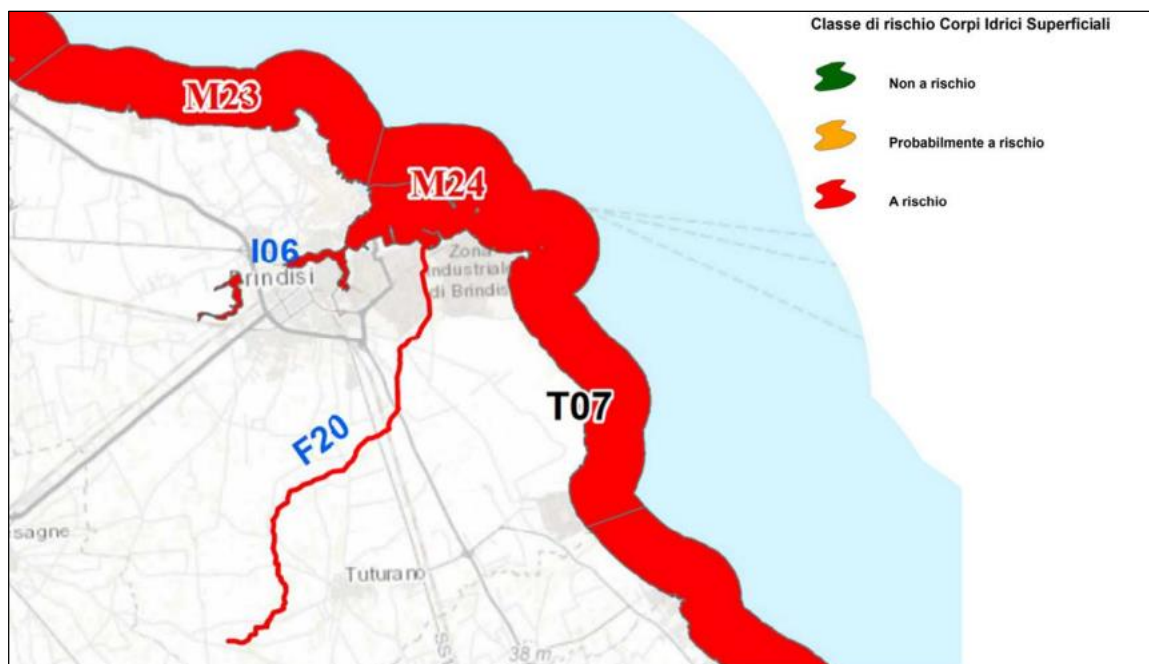 Classe di rischio Corpi Idrici Superficiali
Non a rischio
Probabilmente a rischio
A rischio
M23
M24
I06
Brindisi
Zona
Industriale
di Brindisi
T07
F20
sagne
Tuturano
38 m